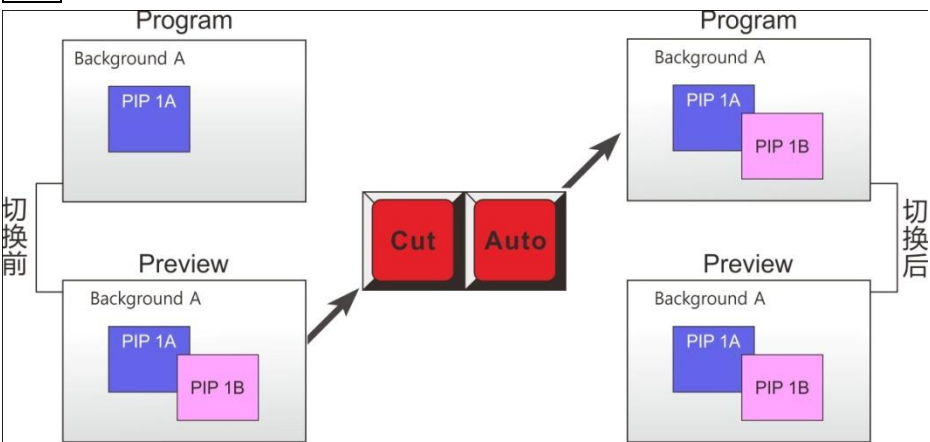 Program
Background A
PIP 1A
切换前
Preview
Background A
PIP 1A
PIP 1B
Cut
Auto
Program
Background A
PIP 1A
PIP 1B
切换后
Preview
Background A
PIP 1A
PIP 1B